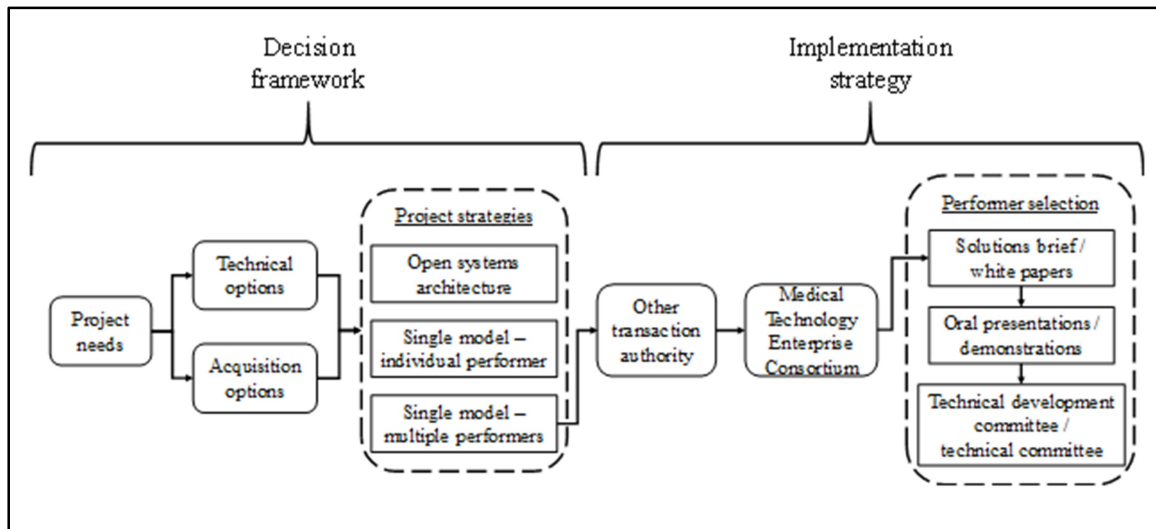 Decision
framework
Implementation
strategy
Project
needs
Technical
options
Acquisition
options
Project strategies
Open systems
architecture
Single model –
individual performer
Single model –
multiple performers
Other
transaction
authority
Medical
Technology
Enterprise
Consortium
Performer selection
Solutions brief /
white papers
Oral presentations /
demonstrations
Technical development
committee /
technical committee